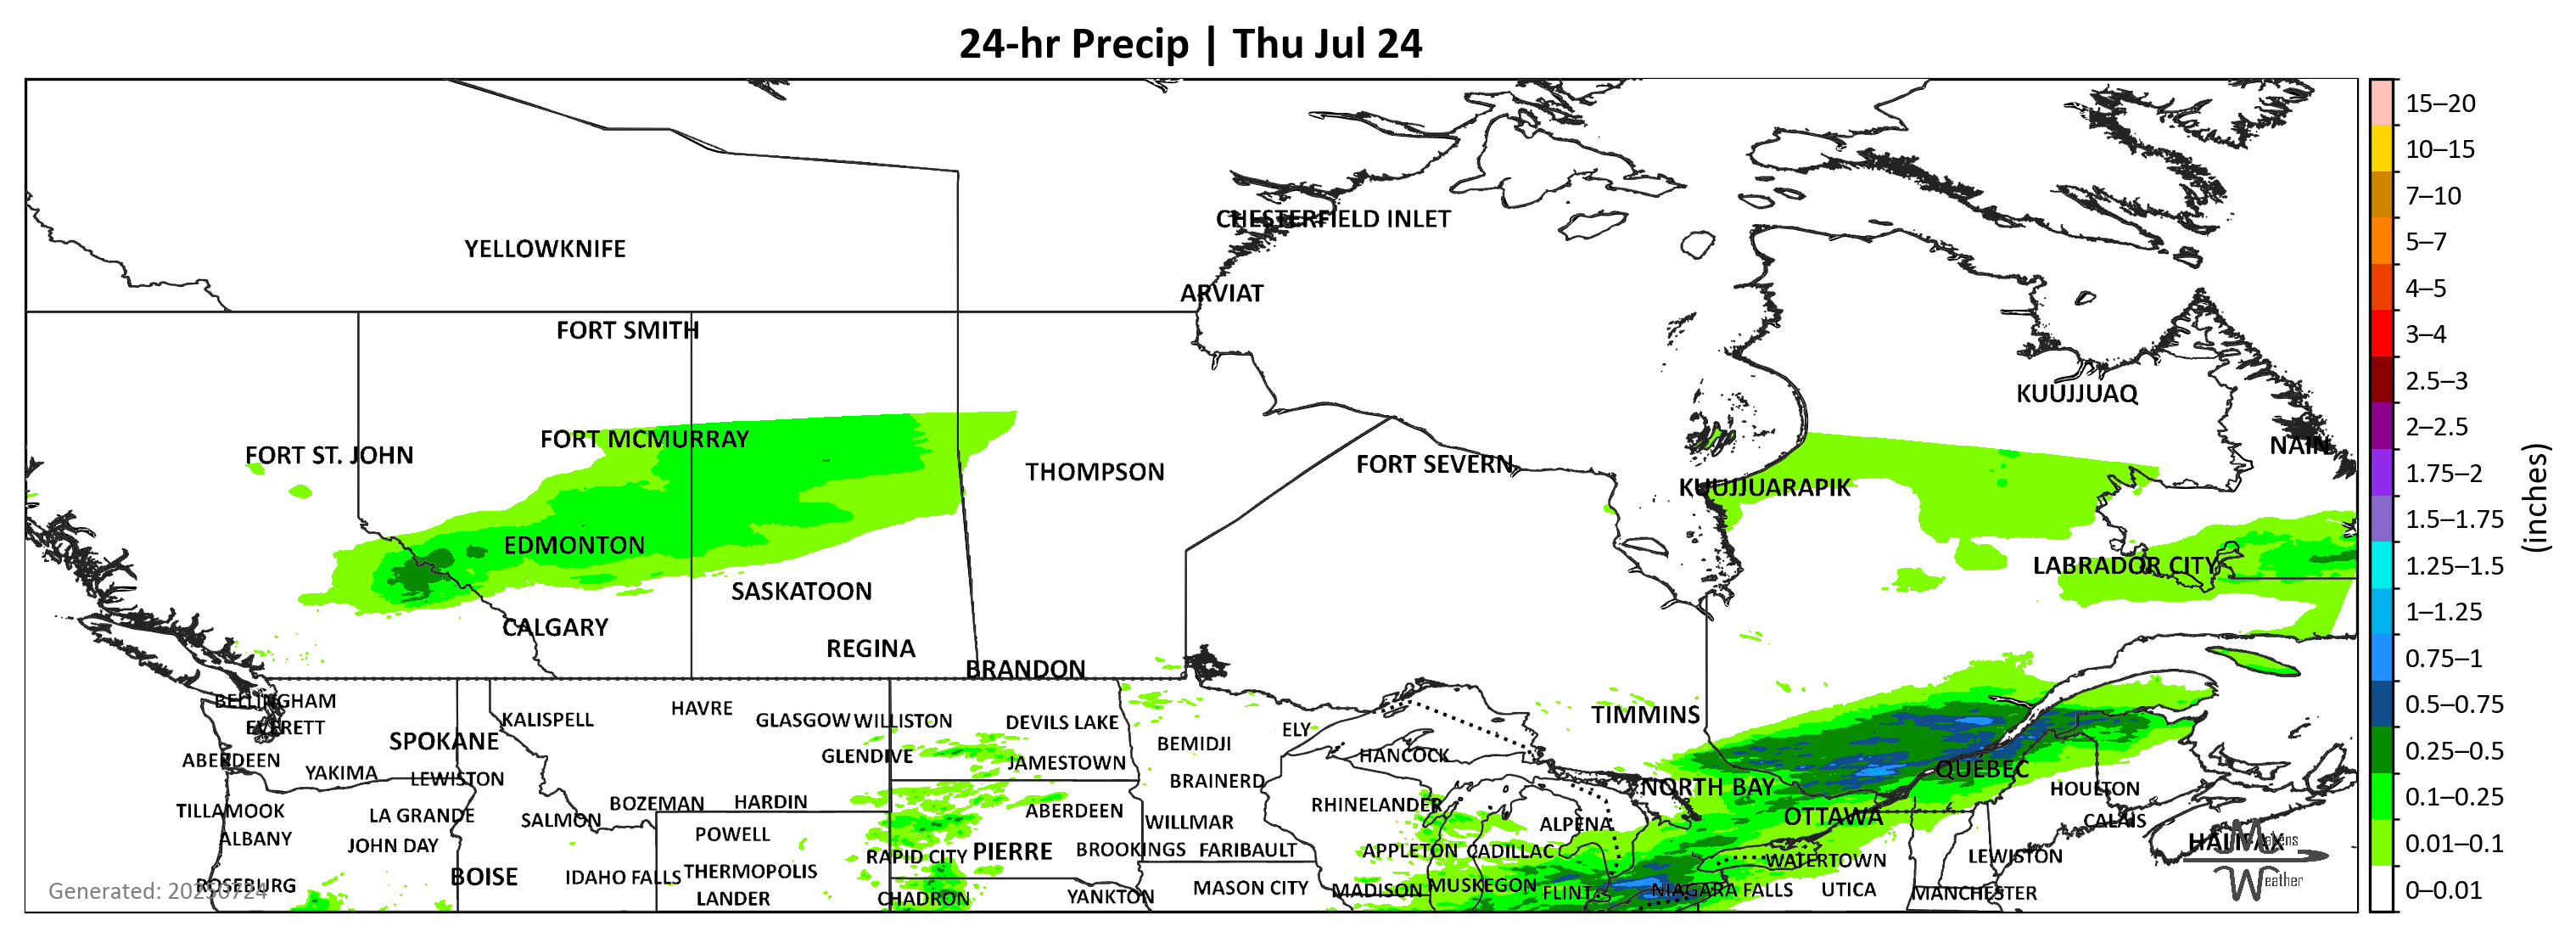 24-hr Precip | Thu Jul 24
CHESTERFIELD INLET
YELLOWKNIFE
ARVIAT
FORT SMITH
KUUJJUAQ
FORT ST. JOHN
FORT MCMURRAY
THOMPSON
FORT SEVERN
KUUJJUARAPIK
NAIN
EDMONTON
SASKATOON
LABRADOR CITY
CALGARY
REGINA
BRANDON
BELLINGHAM
EVERETT
KALISPELL
HAVRE
GLASGOW
WILLISTON
DEVILS LAKE
ELY
TIMMINS
SPOKANE
BEMIDJI
ABERDEEN
YAKIMA
LEWISTON
GLENDIVE
JAMESTOWN
HANCOCK
QUÉBEC
BRAINERD
NORTH BAY
HOULTON
TILLAMOOK
LA GRANDE
SALMON
BOZEMAN
HARDIN
ABERDEEN
WILLMAR
RHINELANDER
ALPENA
OTTAWA
CALAIS
ALBANY
JOHN DAY
POWELL
RAPID CITY
PIERRE
BROOKINGS
FARIBAULT
APPLETON
CADILLAC
WATERTOWN
LEWISTON
HALIFAX
ROSEBURG
BOISE
IDAHO FALLS
THERMOPOLIS
LANDER
CHADRON
YANKTON
MASON CITY
MADISON
MUSKEGON
FLINT
NIAGARA FALLS
UTICA
MANCHESTER
Generated: 20250724
Weather
15–20
10–15
7–10
5–7
4–5
3–4
2.5–3
2–2.5
1.75–2
1.5–1.75
1.25–1.5
1–1.25
0.75–1
0.5–0.75
0.25–0.5
0.1–0.25
0.01–0.1
0–0.01
(inches)